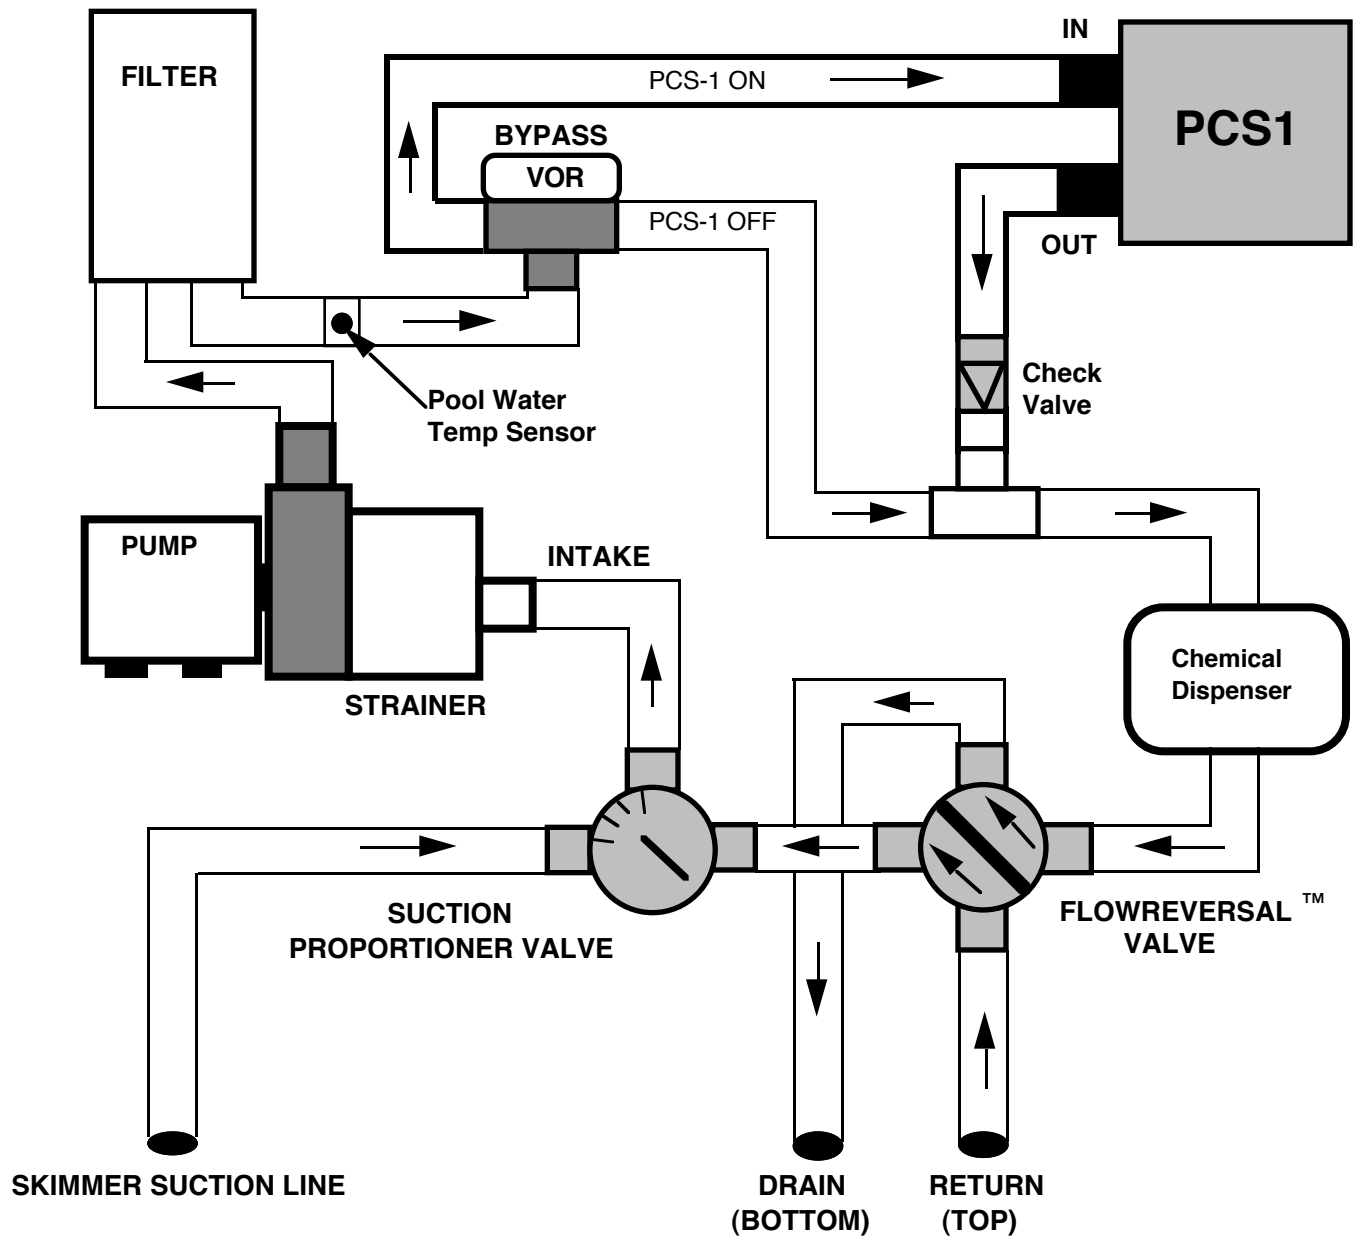 IN
FILTER
PCS-1 ON
PCS1
BYPASS
VOR
PCS-1 OFF
OUT
Check
Valve
Pool Water
Temp Sensor
PUMP
INTAKE
Chemical
Dispenser
STRAINER
SUCTION
PROPORTIONER VALVE
FLOWREVERSAL ™
VALVE
SKIMMER SUCTION LINE
DRAIN
(BOTTOM)
RETURN
(TOP)